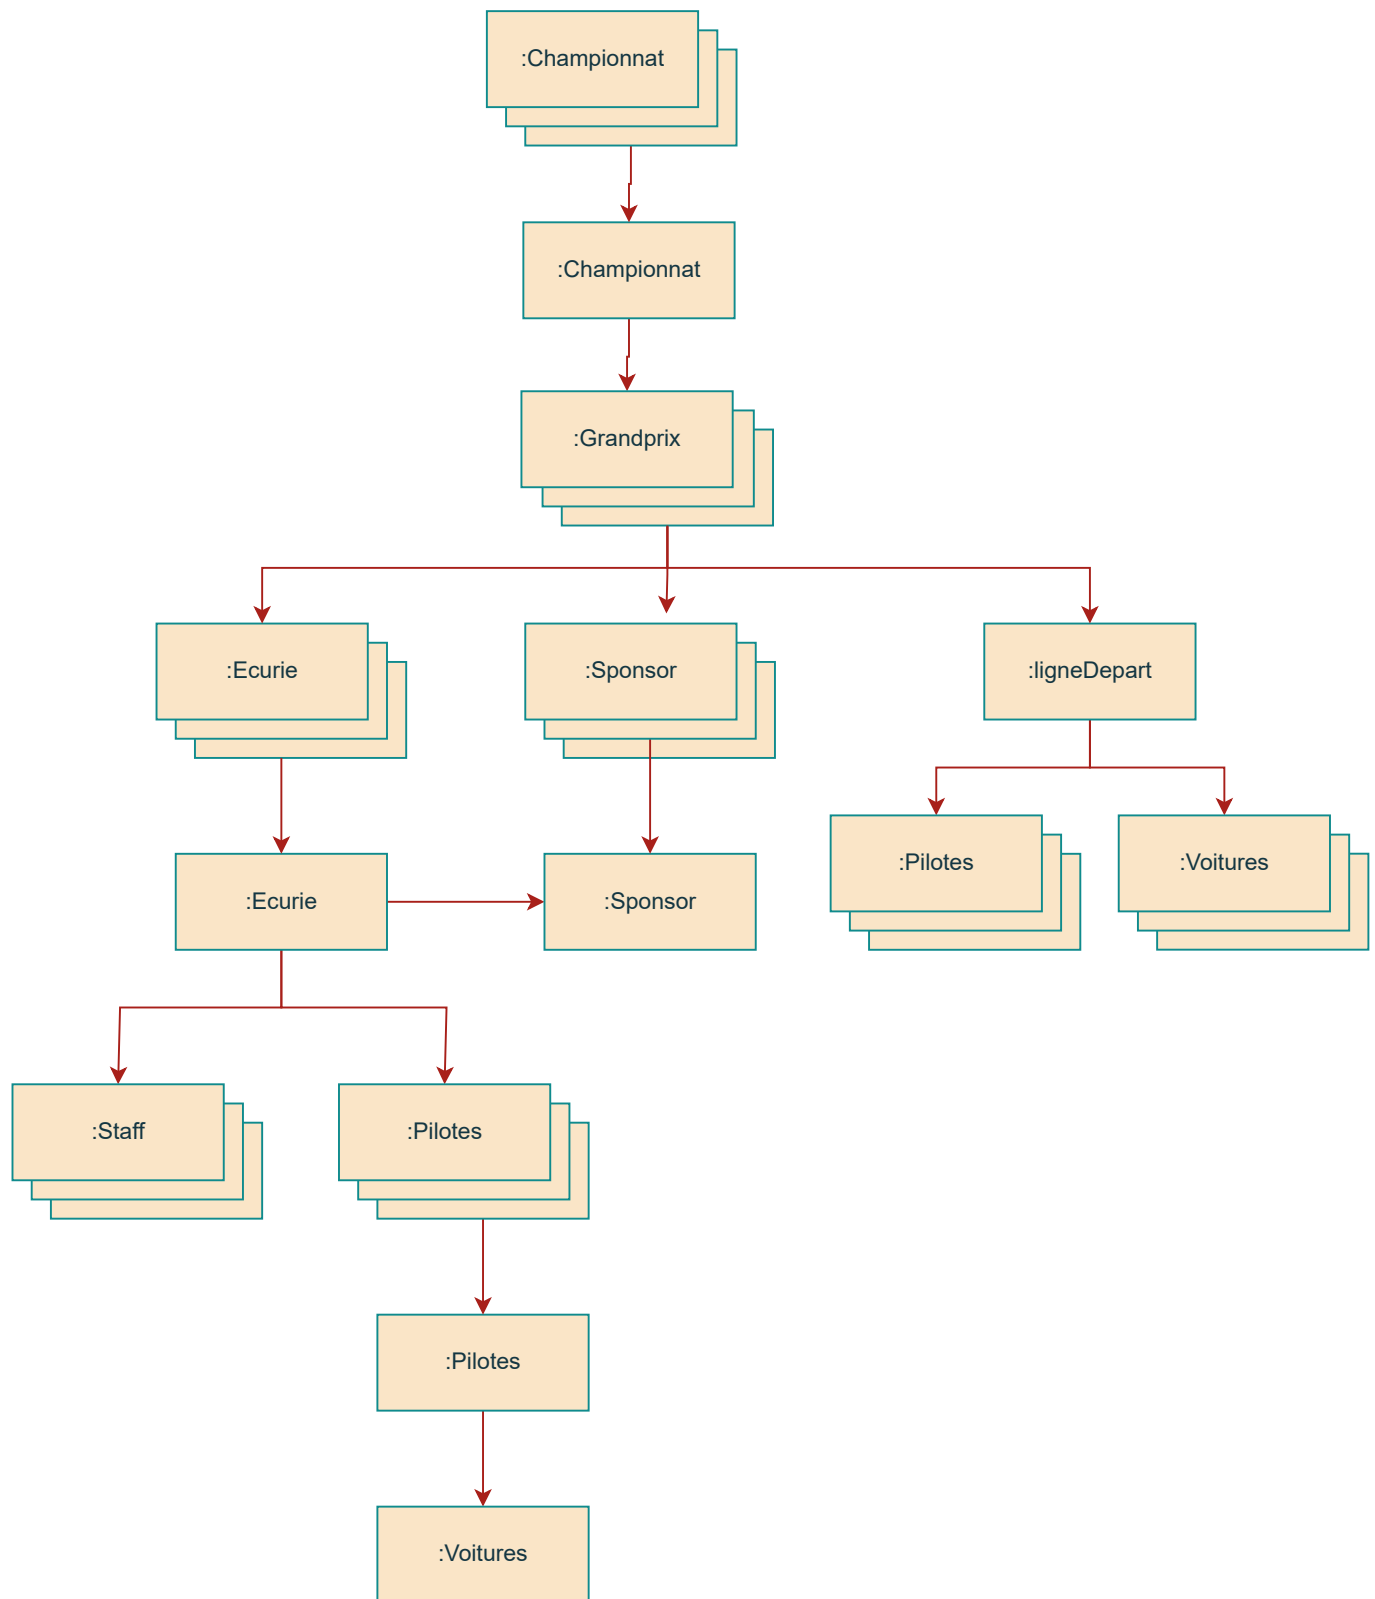 :Championnat
:Championnat
:Grandprix
:Ecurie
:Sponsor
:ligneDepart
:Pilotes
:Voitures
:Ecurie
:Sponsor
:Staff
:Pilotes
:Pilotes
:Voitures